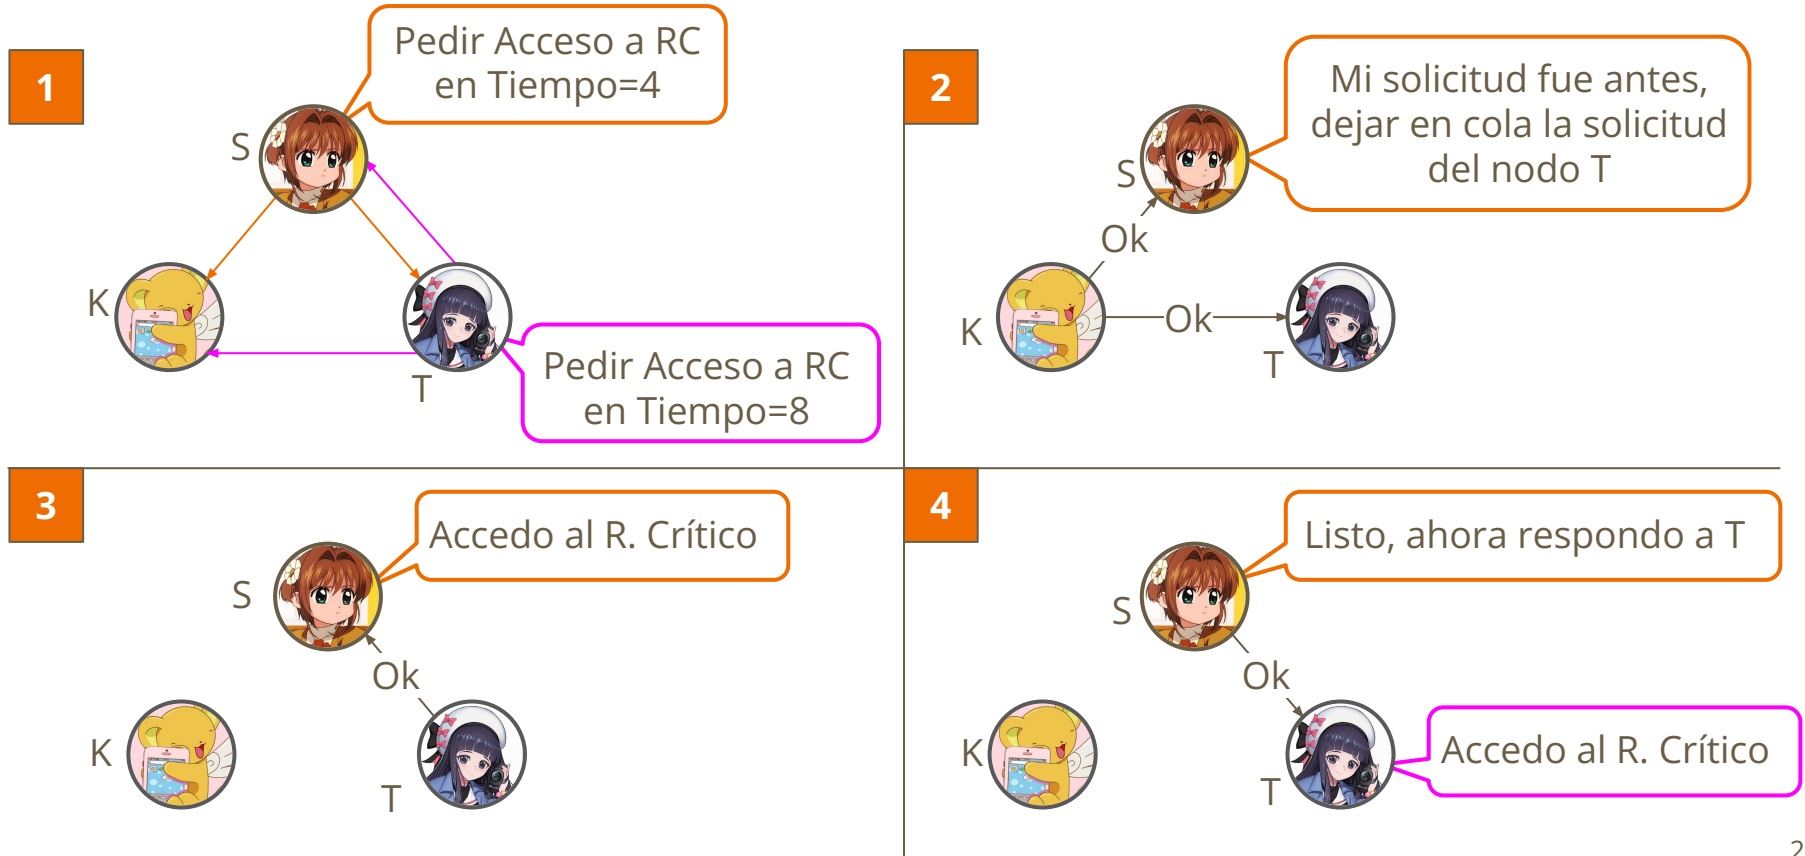 1
Pedir Acceso a RC
en Tiempo=4
S
K
T
Pedir Acceso a RC
en Tiempo=8
2
Mi solicitud fue antes,
dejar en cola la solicitud
del nodo T
S
Ok
K
Ok
T
3
Accedo al R. Crítico
S
Ok
K
T
4
Listo, ahora respondo a T
S
Ok
K
Accedo al R. Crítico
T
2